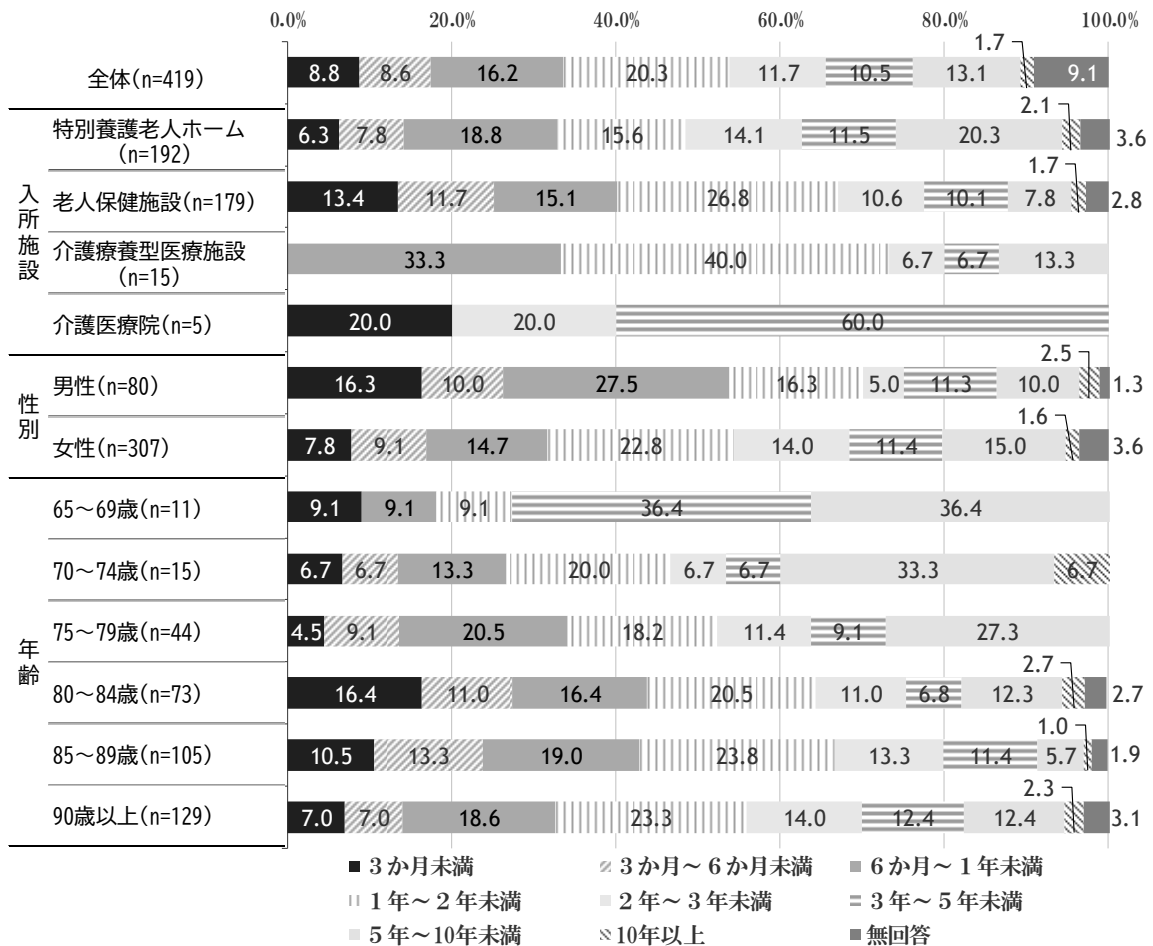 0.0% 20.0% 40.0% 60.0% 80.0% 100.0%
全体(n=419) 8.8 8.6 16.2 20.3 11.7 10.5 13.1 1.7 9.1
入所施設
特別養護老人ホーム
(n=192) 6.3 7.8 18.8 15.6 14.1 11.5 20.3 2.1 3.6
老人保健施設(n=179) 13.4 11.7 15.1 26.8 10.6 10.1 7.8 1.7 2.8
介護療養型医療施設
(n=15) 33.3 40.0 6.7 6.7 13.3
介護医療院(n=5) 20.0 20.0 60.0
性別
男性(n=80) 16.3 10.0 27.5 16.3 5.0 11.3 10.0 2.5 1.3
女性(n=307) 7.8 9.1 14.7 22.8 14.0 11.4 15.0 1.6 3.6
年齢
65～69歳(n=11) 9.1 9.1 9.1 36.4 36.4
70～74歳(n=15) 6.7 6.7 13.3 20.0 6.7 6.7 33.3 6.7
75～79歳(n=44) 4.5 9.1 20.5 18.2 11.4 9.1 27.3
80～84歳(n=73) 16.4 11.0 16.4 20.5 11.0 6.8 12.3 2.7 2.7
85～89歳(n=105) 10.5 13.3 19.0 23.8 13.3 11.4 5.7 1.0 1.9
90歳以上(n=129) 7.0 7.0 18.6 23.3 14.0 12.4 12.4 2.3 3.1
３か月未満 ３か月～６か月未満 ６か月～１年未満
１年～２年未満 ２年～３年未満 ３年～５年未満
５年～10年未満 10年以上 無回答